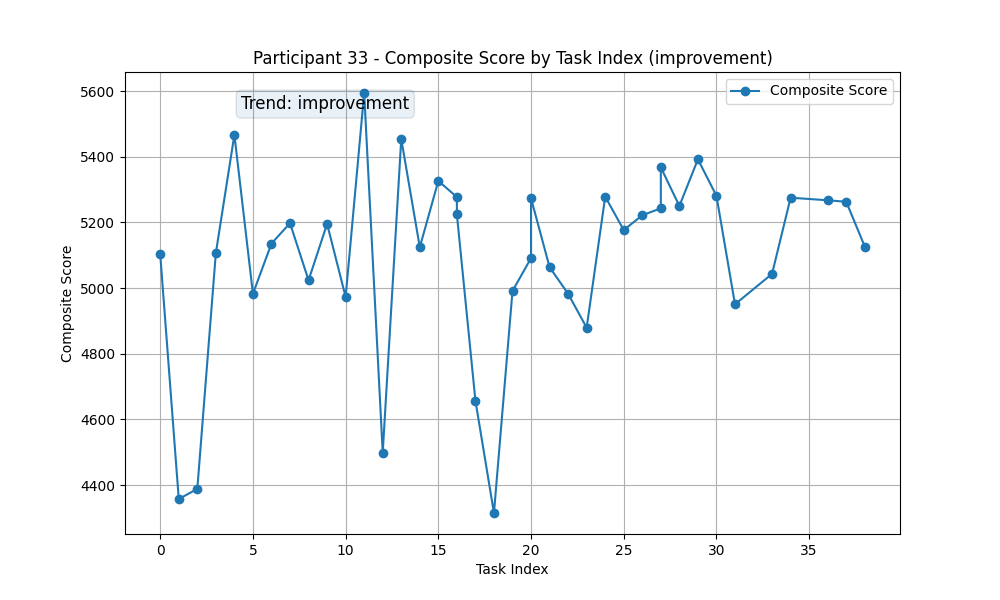 Participant 33 - Composite Score by Task Index (improvement)
Trend: improvement
Composite Score
5600
5400
5200
5000
4800
4600
4400
Composite Score
0 5 10 15 20 25 30 35
Task Index